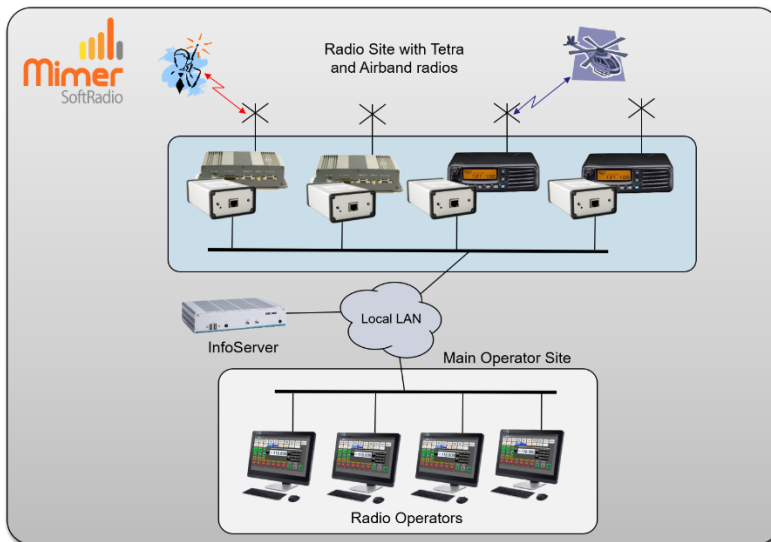 Mimer
SoftRadio
Radio Site with Tetra
and Airband radios
Local LAN
InfoServer
Main Operator Site
Radio Operators